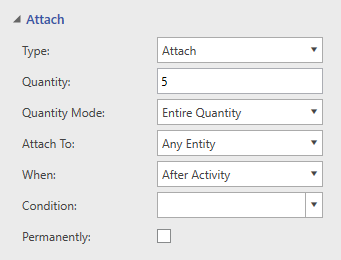 Attach
Type: Attach
Quantity: 5
Quantity Mode: Entire Quantity
Attach To: Any Entity
When: After Activity
Condition:
Permanently: